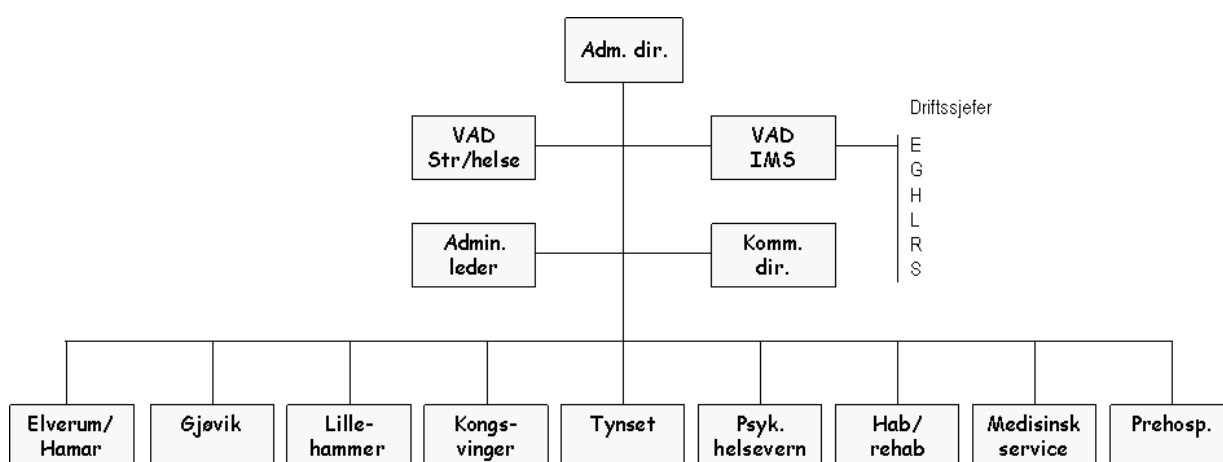 Adm. dir.
Driftssjefer
VAD
Str/helse
VAD
IMS
E
G
H
L
R
S
Admin.
leder
Komm.
dir.
Elverum/
Hamar
Gjøvik
Lille-
hammer
Kongs-
vinger
Tynset
Psyk.
helsevern
Hab/
rehab
Medisinsk
service
Prehosp.